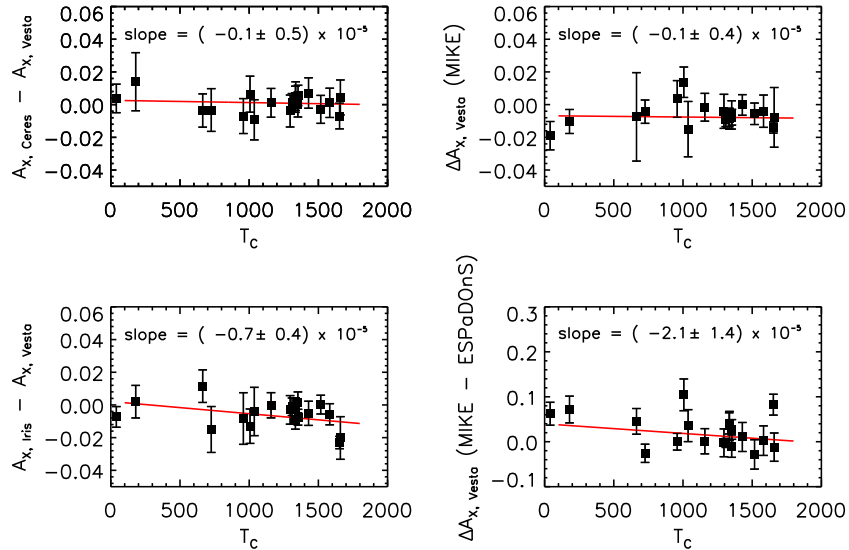 A_X, Ceres − A_X, Vesta
0.06
0.04
0.02
0.00
−0.02
−0.04
slope = ( −0.1± 0.5) x 10^-5
0 500 1000 1500 2000
T_C
ΔA_X, Vesta (MIKE)
0.06
0.04
0.02
0.00
−0.02
−0.04
slope = ( −0.1± 0.4) x 10^-5
0 500 1000 1500 2000
T_C
A_X, Iris − A_X, Vesta
0.06
0.04
0.02
0.00
−0.02
−0.04
slope = ( −0.7± 0.4) x 10^-5
0 500 1000 1500 2000
T_C
ΔA_X, Vesta (MIKE − ESPaDOnS)
0.3
0.2
0.1
0.0
−0.1
slope = ( −2.1± 1.4) x 10^-5
0 500 1000 1500 2000
T_C